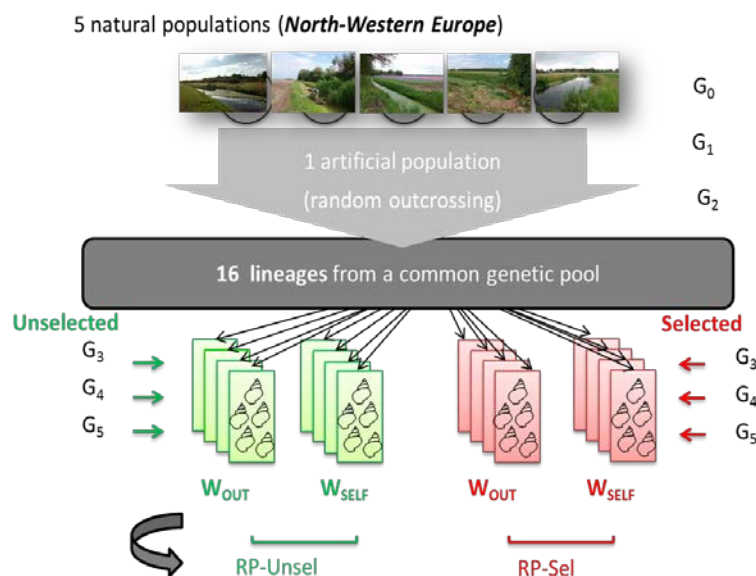 5 natural populations (North-Western Europe)
G0
1 artificial population
G1
(random outcrossing)
G2
16 lineages from a common genetic pool
Unselected
Selected
G3
G3
G4
G4
G5
G5
WOUT
WSELF
WOUT
WSELF
RP-Unsel
RP-Sel